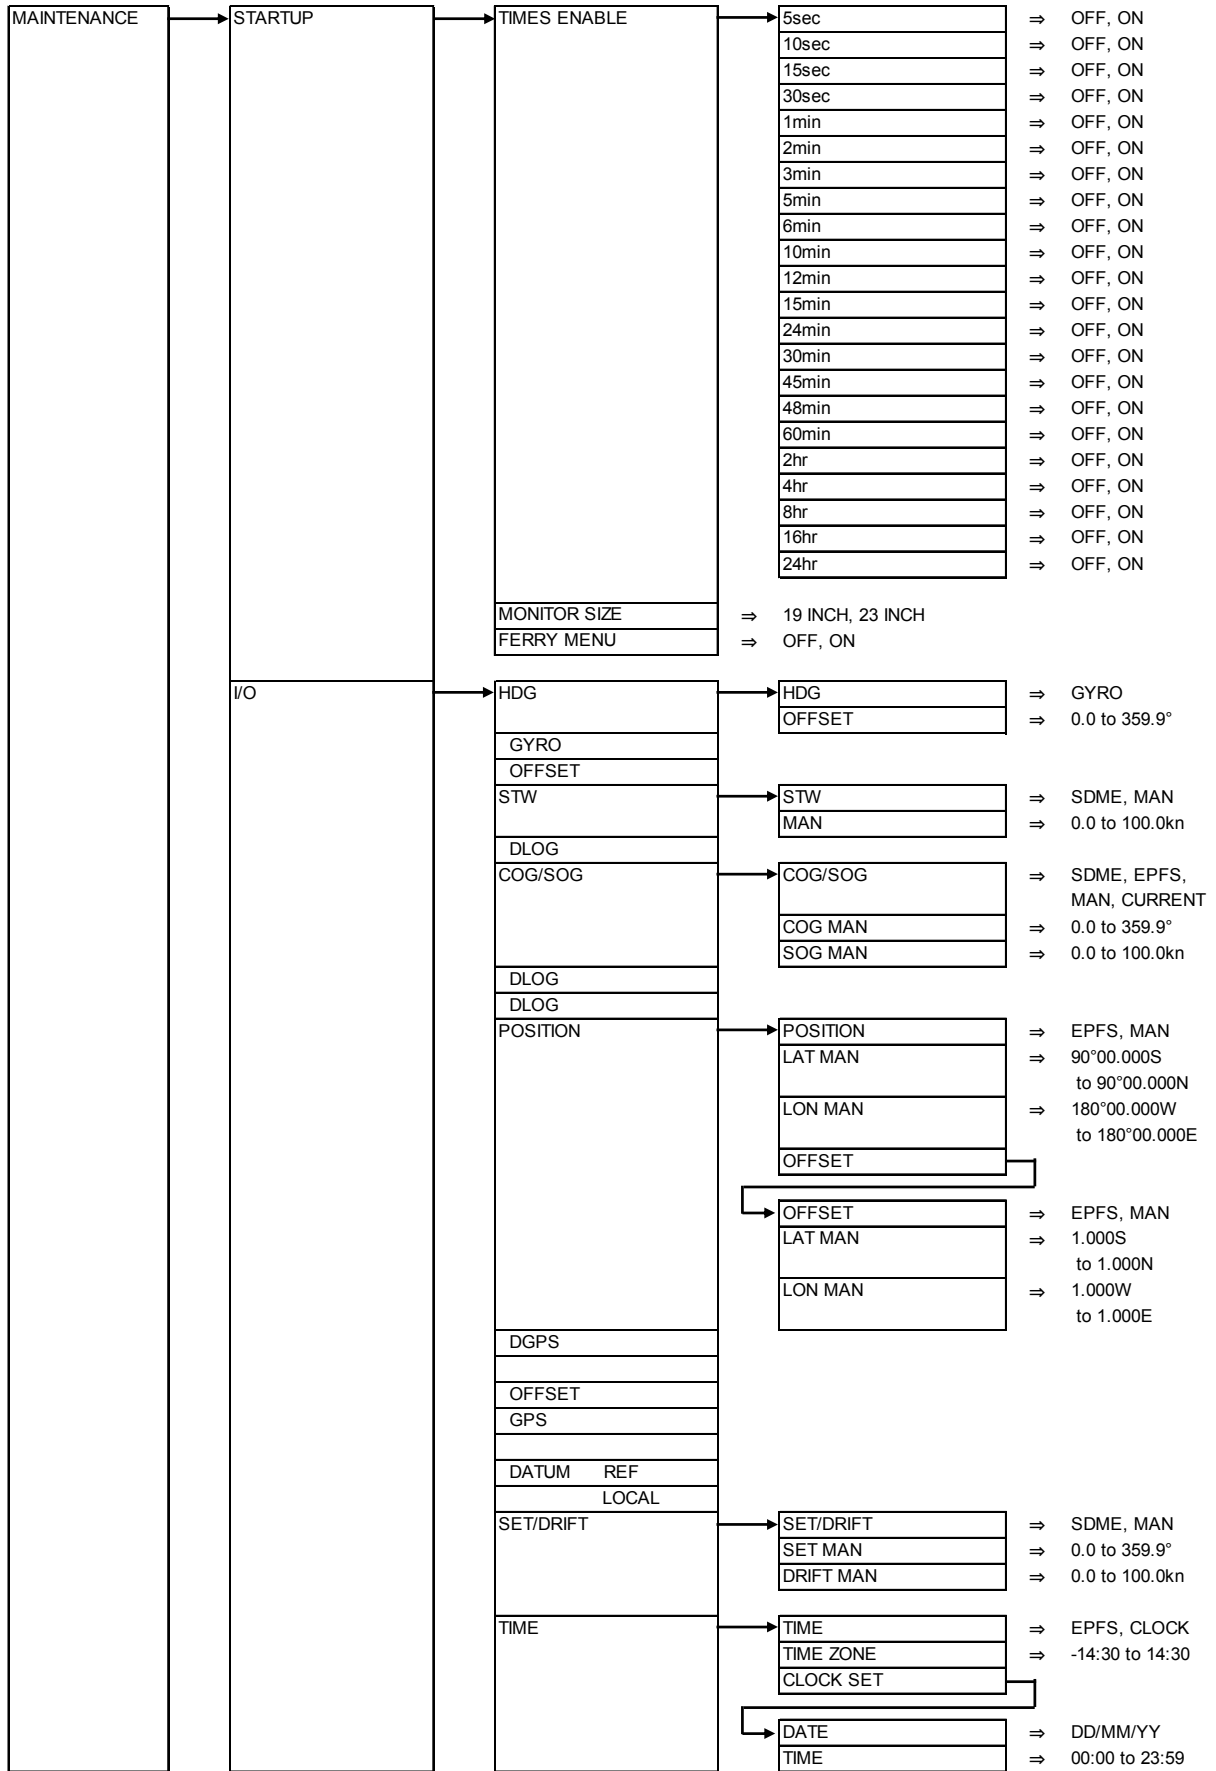 MAINTENANCE STARTUP TIMES ENABLE 5sec ⇒ OFF, ON
10sec ⇒ OFF, ON
15sec ⇒ OFF, ON
30sec ⇒ OFF, ON
1min ⇒ OFF, ON
2min ⇒ OFF, ON
3min ⇒ OFF, ON
5min ⇒ OFF, ON
6min ⇒ OFF, ON
10min ⇒ OFF, ON
12min ⇒ OFF, ON
15min ⇒ OFF, ON
24min ⇒ OFF, ON
30min ⇒ OFF, ON
45min ⇒ OFF, ON
48min ⇒ OFF, ON
60min ⇒ OFF, ON
2hr ⇒ OFF, ON
4hr ⇒ OFF, ON
8hr ⇒ OFF, ON
16hr ⇒ OFF, ON
24hr ⇒ OFF, ON
MONITOR SIZE ⇒ 19 INCH, 23 INCH
FERRY MENU ⇒ OFF, ON
I/O HDG HDG ⇒ GYRO
OFFSET ⇒ 0.0 to 359.9°
GYRO
OFFSET
STW STW ⇒ SDME, MAN
MAN ⇒ 0.0 to 100.0kn
DLOG
COG/SOG COG/SOG ⇒ SDME, EPFS,
MAN, CURRENT
COG MAN ⇒ 0.0 to 359.9°
SOG MAN ⇒ 0.0 to 100.0kn
DLOG
DLOG
POSITION POSITION ⇒ EPFS, MAN
LAT MAN ⇒ 90°00.000S
to 90°00.000N
LON MAN ⇒ 180°00.000W
to 180°00.000E
OFFSET
OFFSET ⇒ EPFS, MAN
LAT MAN ⇒ 1.000S
to 1.000N
LON MAN ⇒ 1.000W
to 1.000E
DGPS
OFFSET
GPS
DATUM REF
LOCAL
SET/DRIFT SET/DRIFT ⇒ SDME, MAN
SET MAN ⇒ 0.0 to 359.9°
DRIFT MAN ⇒ 0.0 to 100.0kn
TIME TIME ⇒ EPFS, CLOCK
TIME ZONE ⇒ -14:30 to 14:30
CLOCK SET
DATE ⇒ DD/MM/YY
TIME ⇒ 00:00 to 23:59